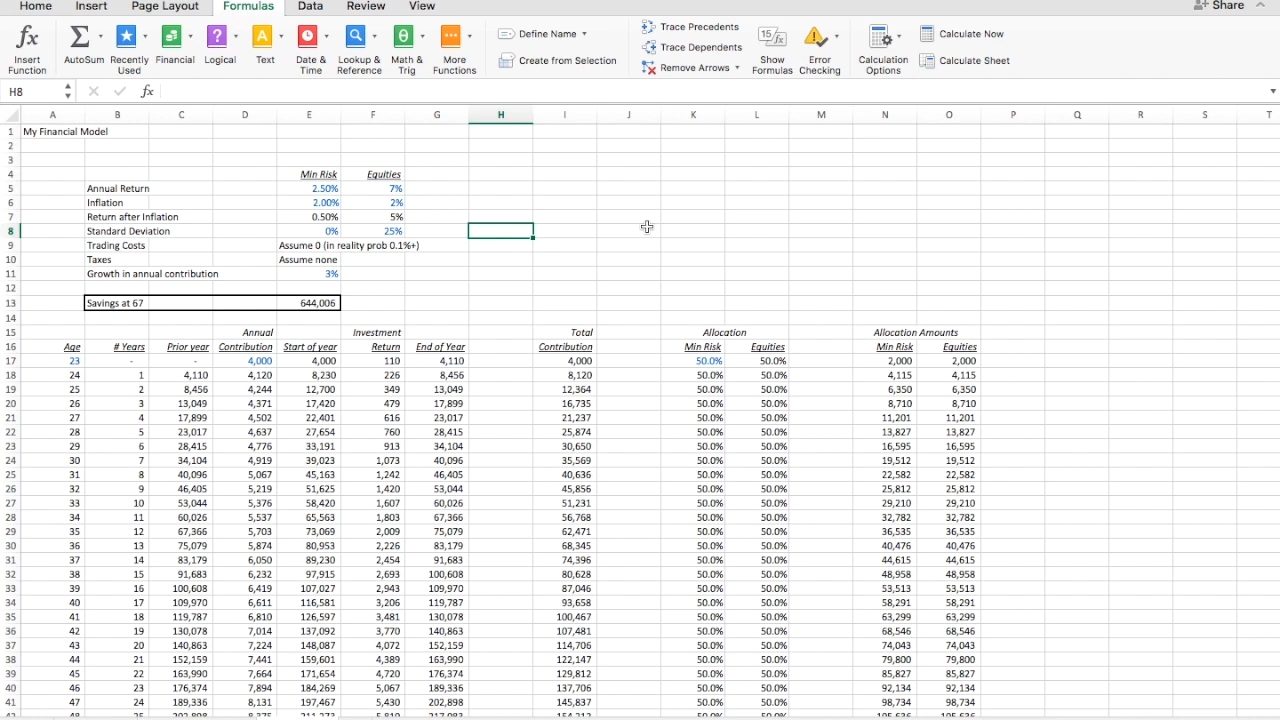 Home Insert Page Layout Formulas Data Review View Share
Insert Function AutoSum Recently Used Financial Logical Text Date & Time Lookup & Reference Math & Trig More Functions Define Name Create from Selection Trace Precedents Trace Dependents Remove Arrows Show Formulas Error Checking Calculation Options Calculate Now Calculate Sheet
H8 fx
A B C D E F G H I J K L M N O P Q R S T
1 My Financial Model
2
3
4 Min Risk Equities
5 Annual Return 2.50% 7%
6 Inflation 2.00% 2%
7 Return after Inflation 0.50% 5%
8 Standard Deviation 0% 25%
9 Trading Costs Assume 0 (in reality prob 0.1%+)
10 Taxes Assume none
11 Growth in annual contribution 3%
12
13 Savings at 67 644,006
14
15 Annual Investment Total Allocation Allocation Amounts
16 Age # Years Prior year Contribution Start of year Return End of Year Contribution Min Risk Equities Min Risk Equities
17 23 - - 4,000 4,000 110 4,110 4,000 50.0% 50.0% 2,000 2,000
18 24 1 4,110 4,120 8,230 226 8,456 8,120 50.0% 50.0% 4,115 4,115
19 25 2 8,456 4,244 12,700 349 13,049 12,364 50.0% 50.0% 6,350 6,350
20 26 3 13,049 4,371 17,420 479 17,899 16,735 50.0% 50.0% 8,710 8,710
21 27 4 17,899 4,502 22,401 616 23,017 21,237 50.0% 50.0% 11,201 11,201
22 28 5 23,017 4,637 27,654 760 28,415 25,874 50.0% 50.0% 13,827 13,827
23 29 6 28,415 4,776 33,191 913 34,104 30,650 50.0% 50.0% 16,595 16,595
24 30 7 34,104 4,919 39,023 1,073 40,096 35,569 50.0% 50.0% 19,512 19,512
25 31 8 40,096 5,067 45,163 1,242 46,405 40,636 50.0% 50.0% 22,582 22,582
26 32 9 46,405 5,219 51,625 1,420 53,044 45,856 50.0% 50.0% 25,812 25,812
27 33 10 53,044 5,376 58,420 1,607 60,026 51,231 50.0% 50.0% 29,210 29,210
28 34 11 60,026 5,537 65,563 1,803 67,366 56,768 50.0% 50.0% 32,782 32,782
29 35 12 67,366 5,703 73,069 2,009 75,079 62,471 50.0% 50.0% 36,535 36,535
30 36 13 75,079 5,874 80,953 2,226 83,179 68,345 50.0% 50.0% 40,476 40,476
31 37 14 83,179 6,050 89,230 2,454 91,683 74,396 50.0% 50.0% 44,615 44,615
32 38 15 91,683 6,232 97,915 2,693 100,608 80,628 50.0% 50.0% 48,958 48,958
33 39 16 100,608 6,419 107,027 2,943 109,970 87,046 50.0% 50.0% 53,513 53,513
34 40 17 109,970 6,611 116,581 3,206 119,787 93,658 50.0% 50.0% 58,291 58,291
35 41 18 119,787 6,810 126,597 3,481 130,078 100,467 50.0% 50.0% 63,299 63,299
36 42 19 130,078 7,014 137,092 3,770 140,863 107,481 50.0% 50.0% 68,546 68,546
37 43 20 140,863 7,224 148,087 4,072 152,159 114,706 50.0% 50.0% 74,043 74,043
38 44 21 152,159 7,441 159,601 4,389 163,990 122,147 50.0% 50.0% 79,800 79,800
39 45 22 163,990 7,664 171,654 4,720 176,374 129,812 50.0% 50.0% 85,827 85,827
40 46 23 176,374 7,894 184,269 5,067 189,336 137,706 50.0% 50.0% 92,134 92,134
41 47 24 189,336 8,131 197,467 5,430 202,898 145,837 50.0% 50.0% 98,734 98,734